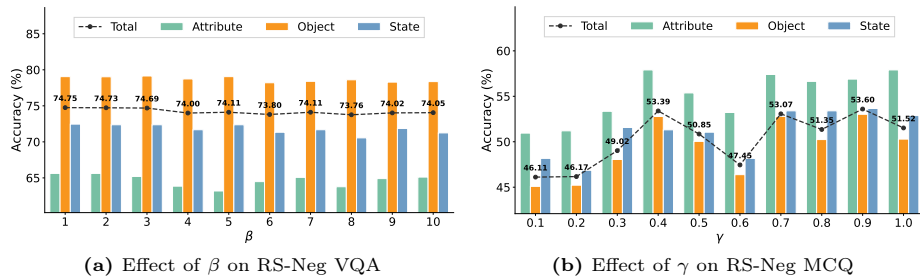 Total Attribute Object State
85
80
75
70
65
Accuracy (%)
74.75 74.73 74.69 74.00 74.11 73.80 74.11 73.76 74.02 74.05
1 2 3 4 5 6 7 8 9 10
β
(a) Effect of β on RS-Neg VQA
Total Attribute Object State
60
55
50
45
Accuracy (%)
46.11 46.17 49.02 53.39 50.85 47.45 53.07 51.35 53.60 51.52
0.1 0.2 0.3 0.4 0.5 0.6 0.7 0.8 0.9 1.0
γ
(b) Effect of γ on RS-Neg MCQ